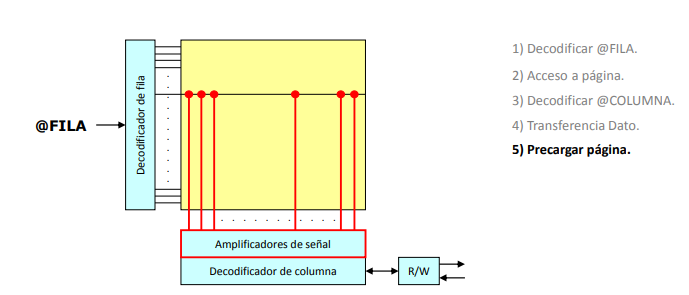 1) Decodificar @FILA.
2) Acceso a página.
3) Decodificar @COLUMNA.
4) Transferencia Dato.
5) Precargar página.
@FILA
Decodificador de fila
Amplificadores de señal
Decodificador de columna
R/W